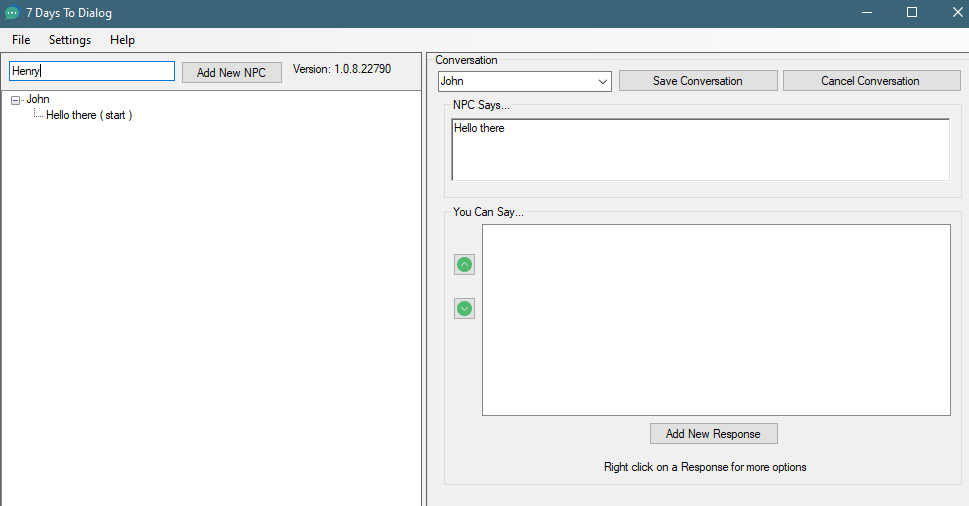 7 Days To Dialog
File Settings Help
Henry Add New NPC Version: 1.0.8.22790
John
Hello there ( start )
Conversation
John Save Conversation Cancel Conversation
NPC Says...
Hello there
You Can Say...
Add New Response
Right click on a Response for more options